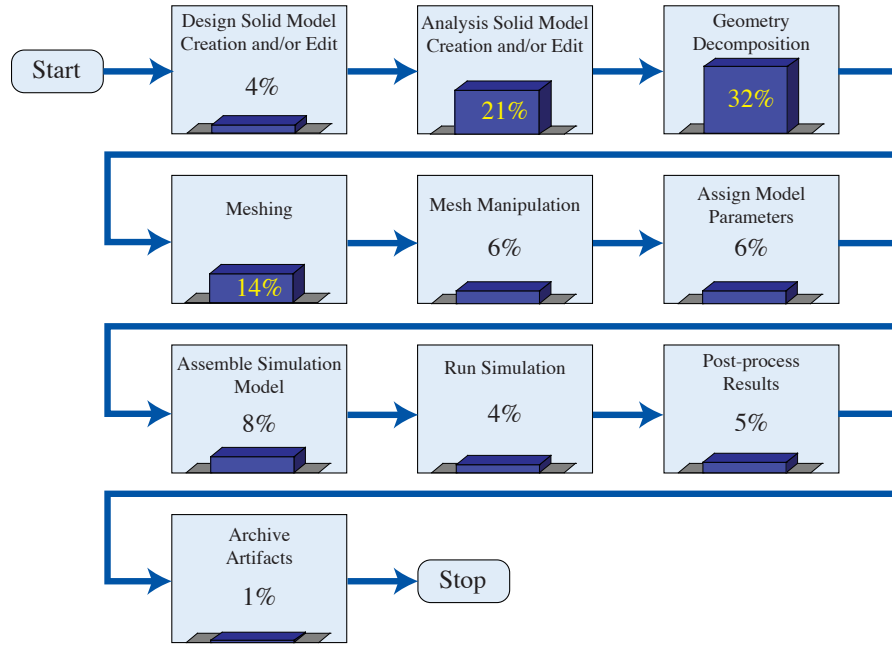 Start
Design Solid Model
Creation and/or Edit
4%
Analysis Solid Model
Creation and/or Edit
21%
Geometry
Decomposition
32%
Meshing
14%
Mesh Manipulation
6%
Assign Model
Parameters
6%
Assemble Simulation
Model
8%
Run Simulation
4%
Post-process
Results
5%
Archive
Artifacts
1%
Stop